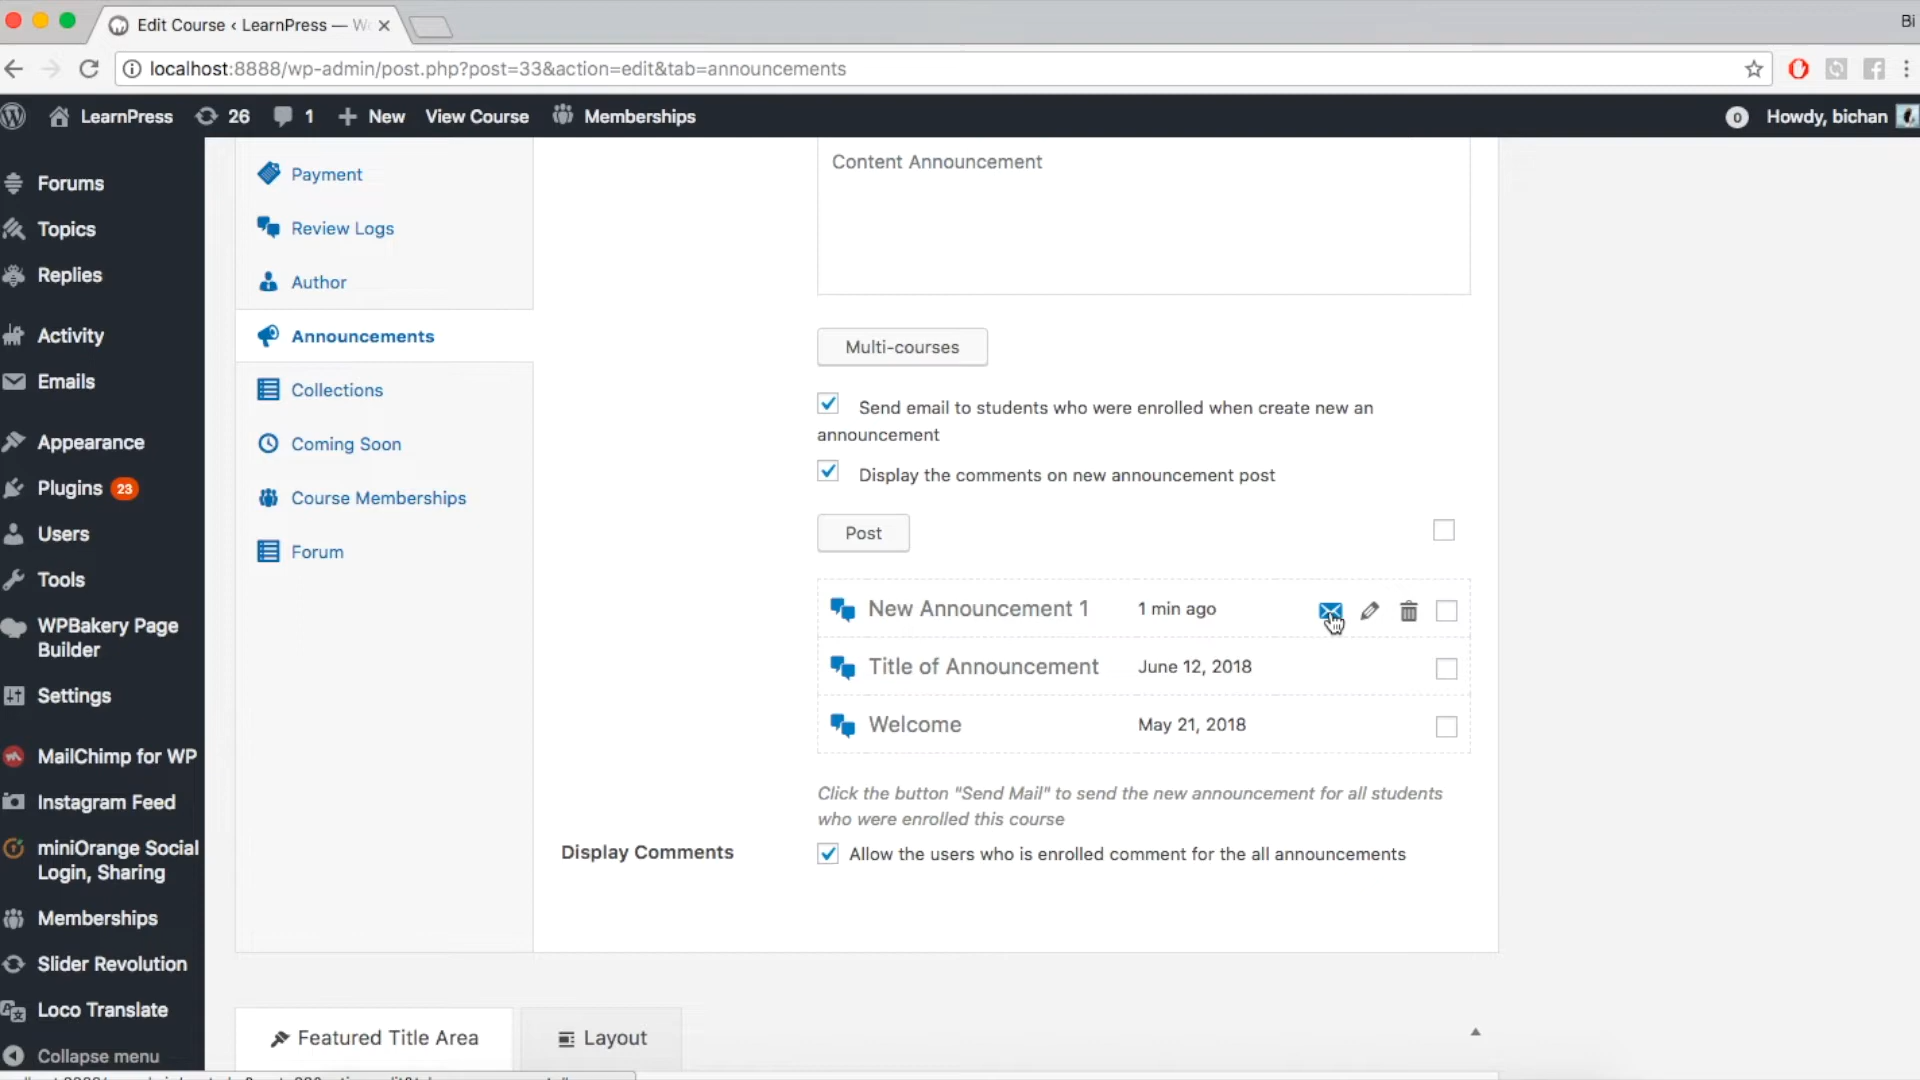 Edit Course ‹ LearnPress — W
Bi
localhost:8888/wp-admin/post.php?post=33&action=edit&tab=announcements
LearnPress 26 1 New View Course Memberships 0 Howdy, bichan
Forums
Topics
Replies
Activity
Emails
Appearance
Plugins 23
Users
Tools
WPBakery Page
Builder
Settings
MailChimp for WP
Instagram Feed
miniOrange Social
Login, Sharing
Memberships
Slider Revolution
Loco Translate
Collapse menu
Payment
Review Logs
Author
Announcements
Collections
Coming Soon
Course Memberships
Forum
Content Announcement
Multi-courses
Send email to students who were enrolled when create new an
announcement
Display the comments on new announcement post
Post
New Announcement 1 1 min ago
Title of Announcement June 12, 2018
Welcome May 21, 2018
Click the button "Send Mail" to send the new announcement for all students
who were enrolled this course
Display Comments Allow the users who is enrolled comment for the all announcements
Featured Title Area Layout